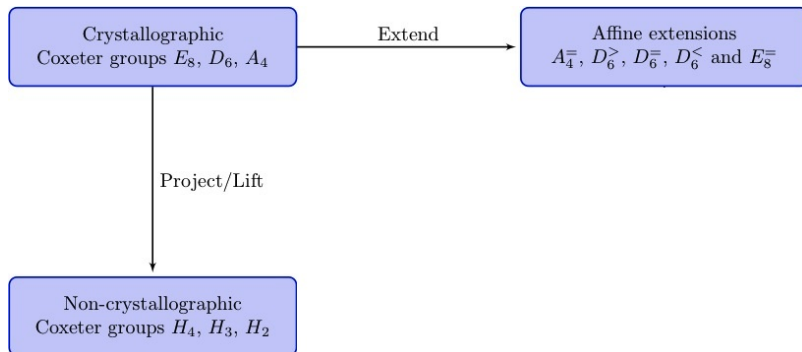 Crystallographic
Coxeter groups E₈, D₆, A₄
Extend
Affine extensions
A₄⁼, D₆^>, D₆⁼, D₆^< and E₈⁼
Project/Lift
Non-crystallographic
Coxeter groups H₄, H₃, H₂